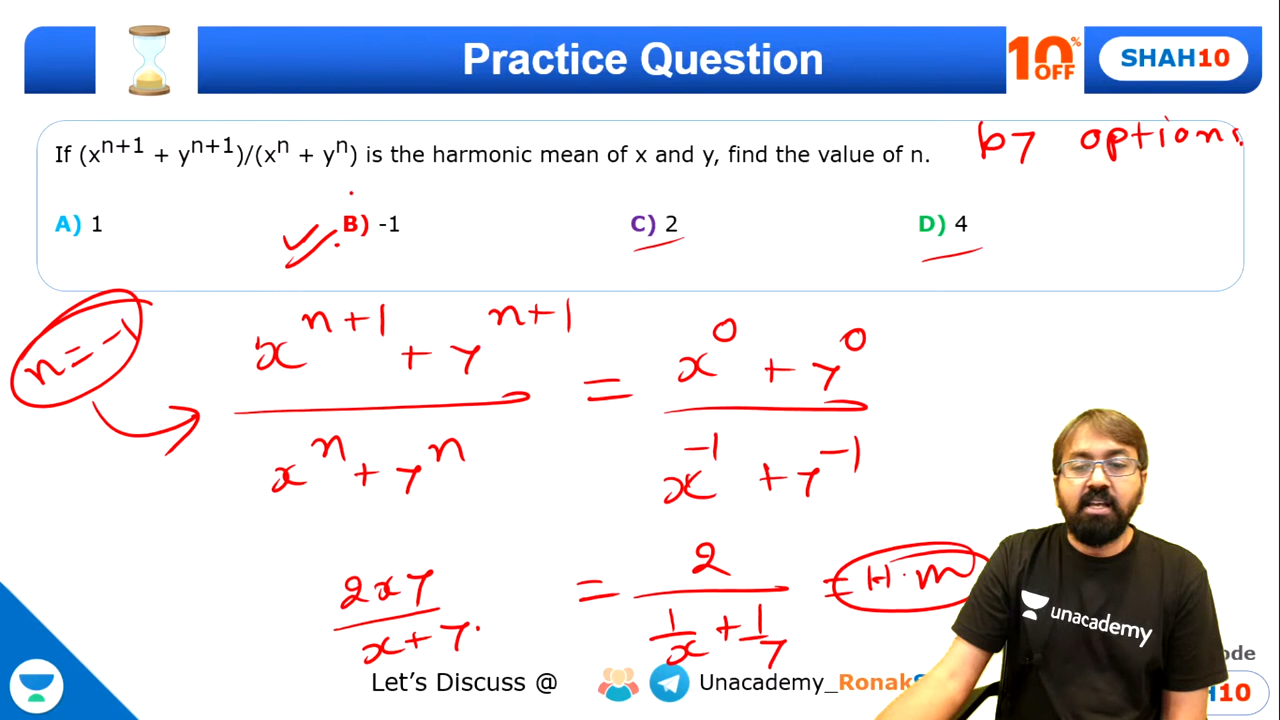 Practice Question
10% OFF
SHAH10
If (x^{n+1} + y^{n+1})/(x^n + y^n) is the harmonic mean of x and y, find the value of n.
by options.
A) 1
B) -1
C) 2
D) 4
n = -1
x^{n+1} + y^{n+1} / x^n + y^n = x^0 + y^0 / x^{-1} + y^{-1}
2xy / x+y. = 2 / 1/x + 1/y = H.M
unacademy
Let's Discuss @
Unacademy_Ronak
ode
H10